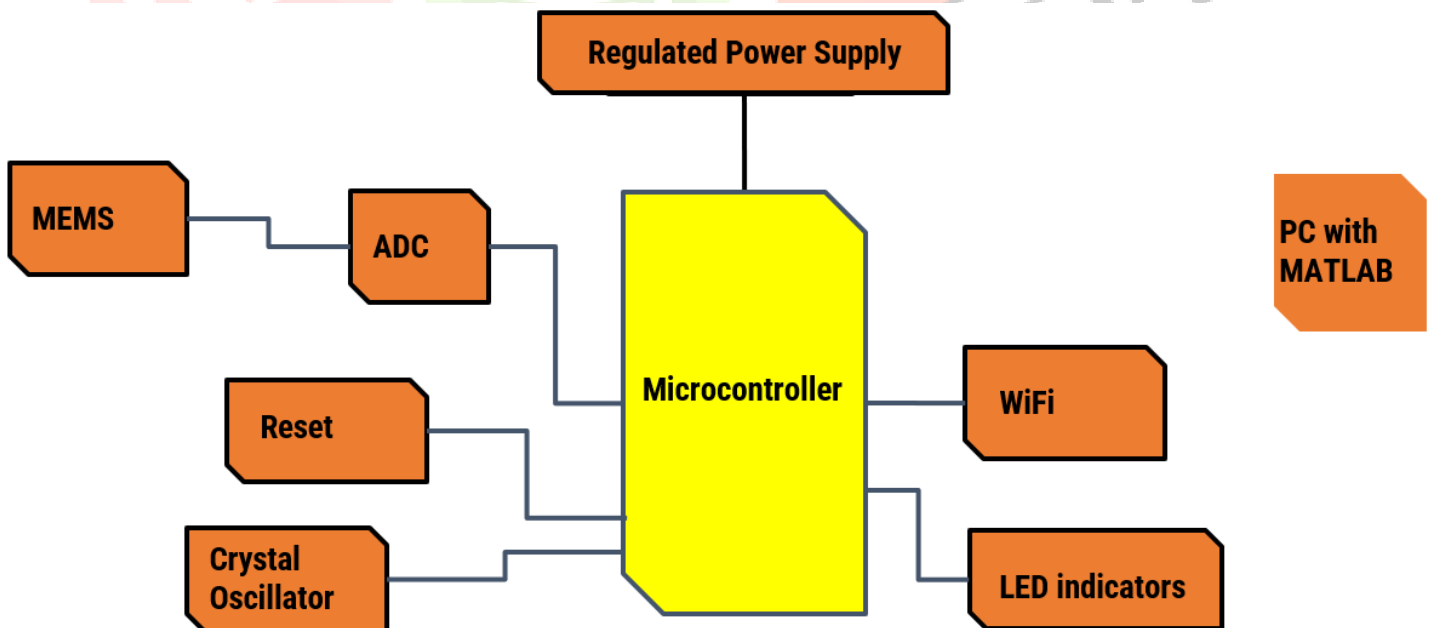 Regulated Power Supply
MEMS
ADC
PC with
MATLAB
Microcontroller
WiFi
Reset
Crystal
Oscillator
LED indicators